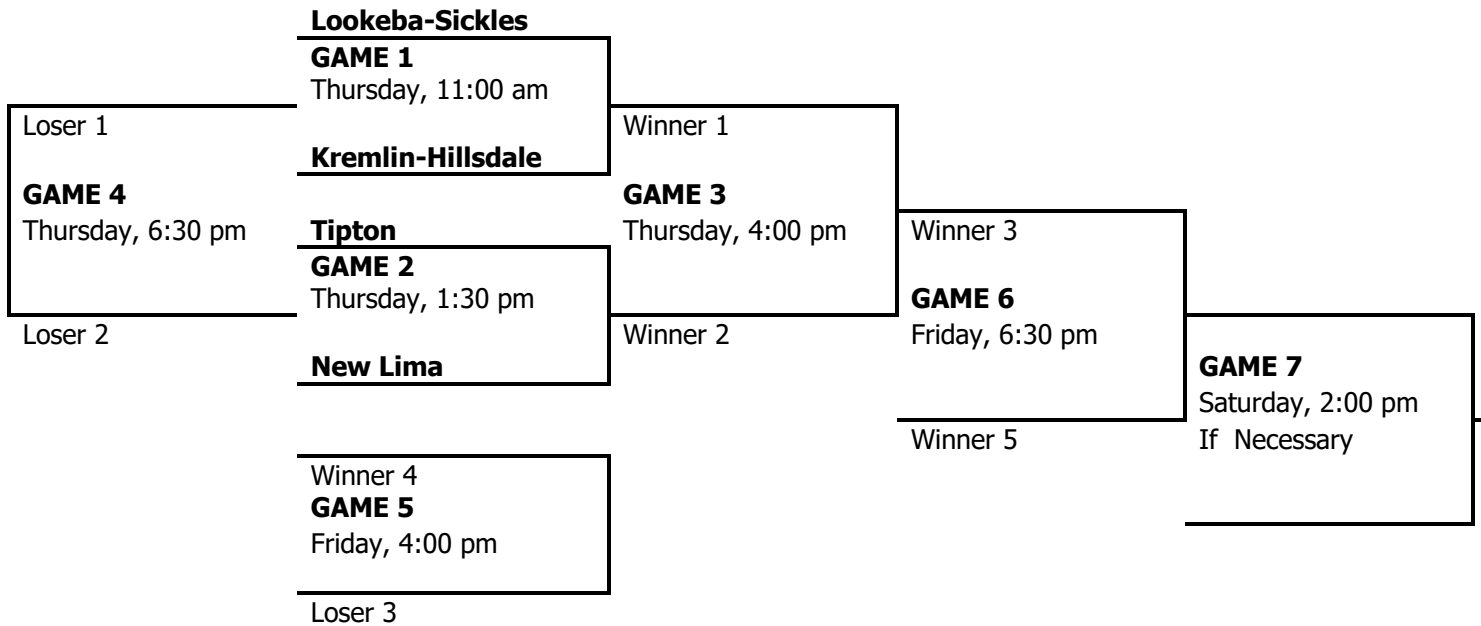 Lookeba-Sickles
GAME 1
Thursday, 11:00 am
Kremlin-Hillsdale
Loser 1
GAME 4
Thursday, 6:30 pm
Loser 2
Tipton
GAME 2
Thursday, 1:30 pm
New Lima
Winner 1
GAME 3
Thursday, 4:00 pm
Winner 2
Winner 3
GAME 6
Friday, 6:30 pm
Winner 5
GAME 7
Saturday, 2:00 pm
If Necessary
Winner 4
GAME 5
Friday, 4:00 pm
Loser 3